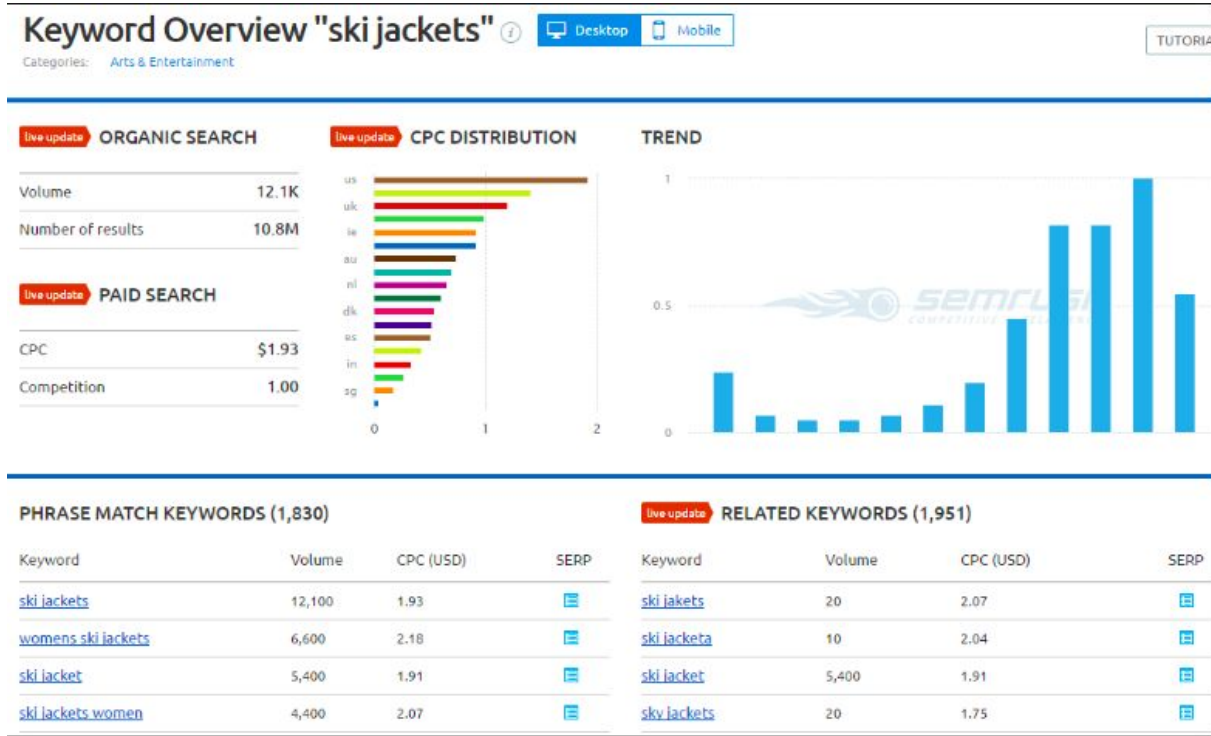 Keyword Overview "ski jackets" i Desktop Mobile
TUTORIA
Categories: Arts & Entertainment
live update ORGANIC SEARCH
Volume 12.1K
Number of results 10.8M
live update PAID SEARCH
CPC $1.93
Competition 1.00
live update CPC DISTRIBUTION
us
uk
ie
au
nl
dk
es
in
sg
0 1 2
TREND
1
0.5
0
semrush
PHRASE MATCH KEYWORDS (1,830)
Keyword Volume CPC (USD) SERP
ski jackets 12,100 1.93
womens ski jackets 6,600 2.18
ski jacket 5,400 1.91
ski jackets women 4,400 2.07
live update RELATED KEYWORDS (1,951)
Keyword Volume CPC (USD) SERP
ski jakets 20 2.07
ski jacketa 10 2.04
ski jacket 5,400 1.91
sky jackets 20 1.75